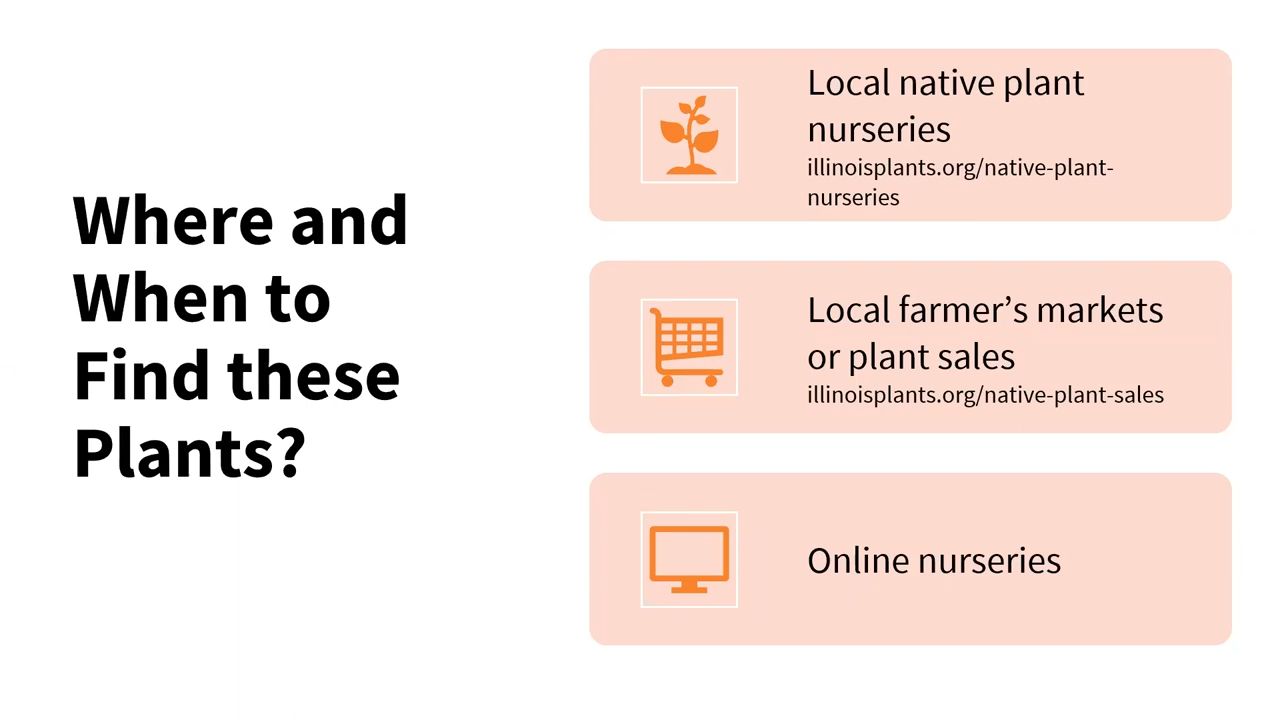 Where and
When to
Find these
Plants?
Local native plant
nurseries
illinoisplants.org/native-plant-
nurseries
Local farmer’s markets
or plant sales
illinoisplants.org/native-plant-sales
Online nurseries